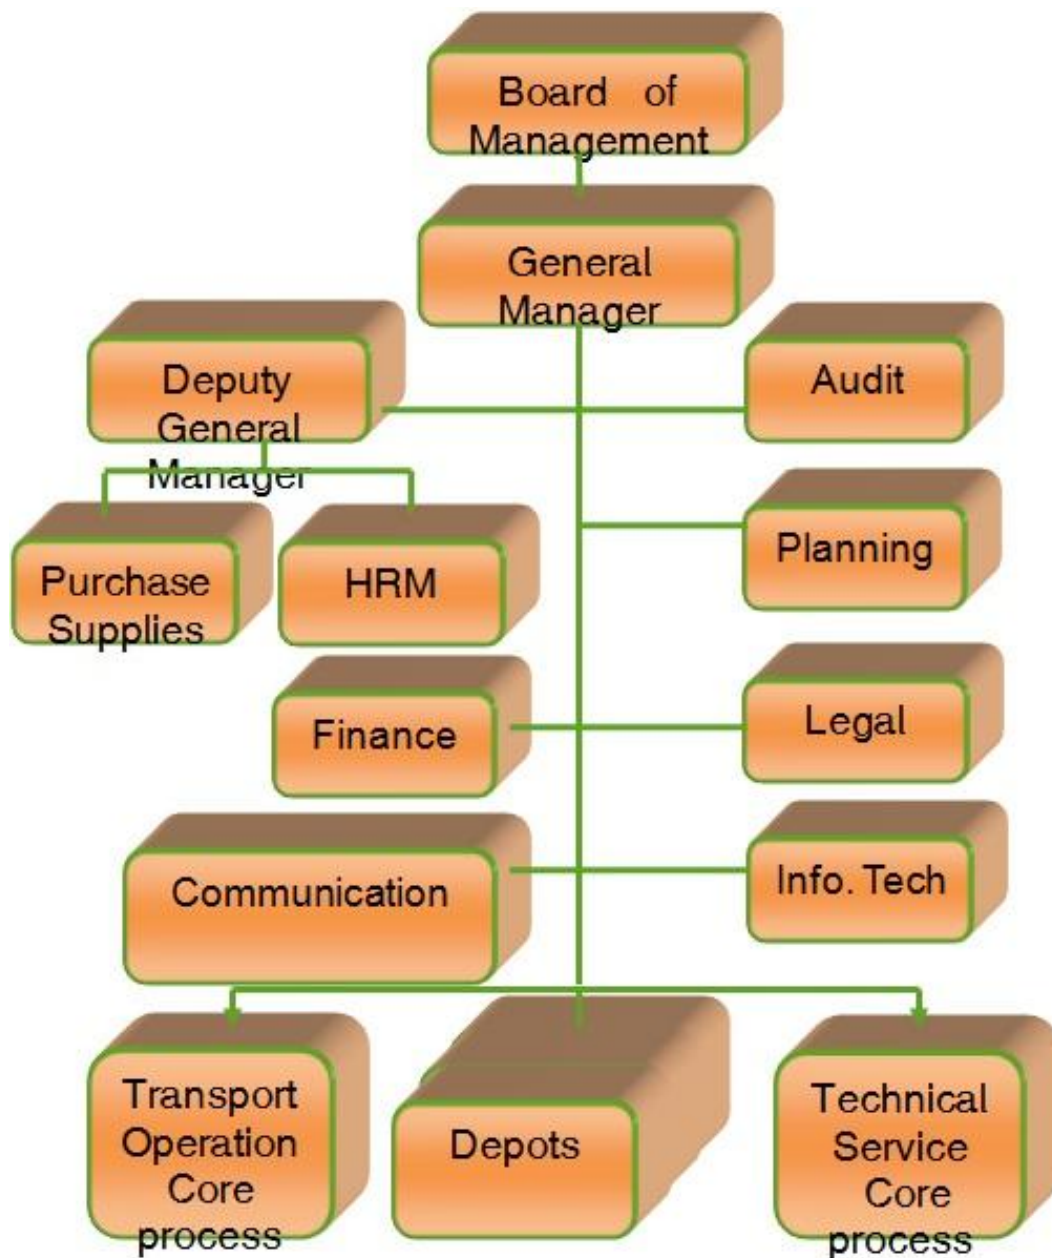 Board of
Management
General
Manager
Deputy
General
Manager
Audit
Purchase
Supplies
HRM
Planning
Finance
Legal
Communication
Info. Tech
Transport
Operation
Core
process
Depots
Technical
Service
Core
process